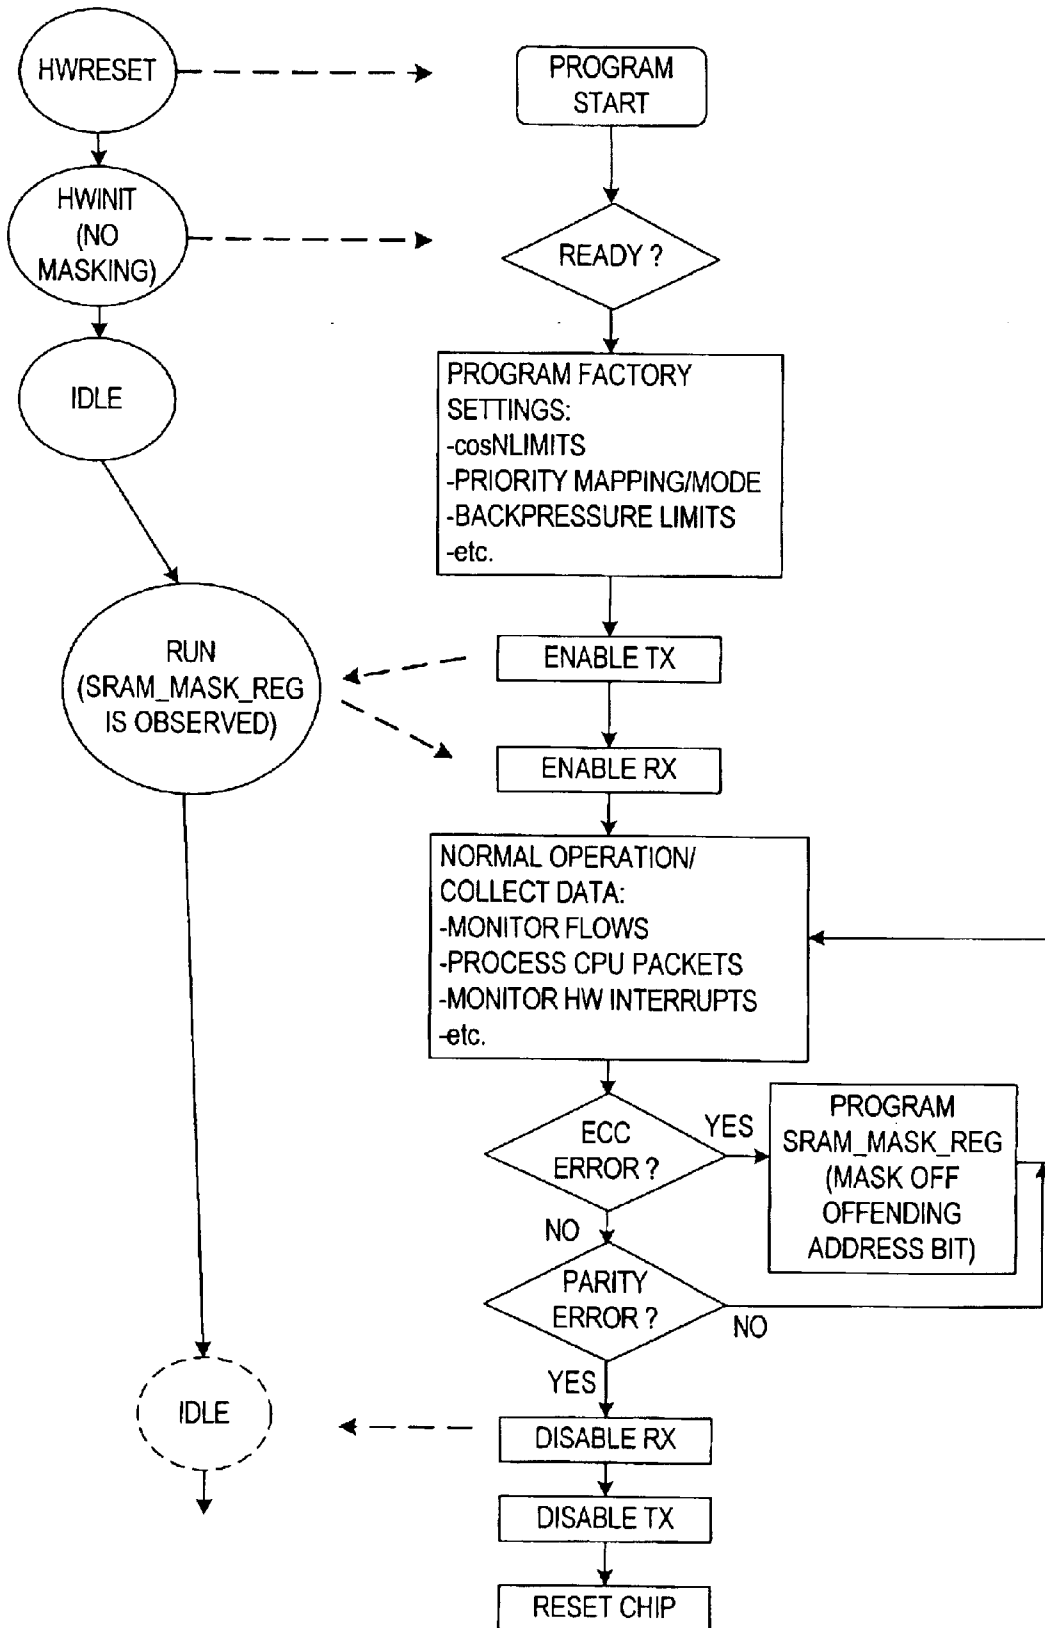 HWRESET
PROGRAM
START
HWINIT
(NO
MASKING)
READY ?
IDLE
PROGRAM FACTORY
SETTINGS:
-cosNLIMITS
-PRIORITY MAPPING/MODE
-BACKPRESSURE LIMITS
-etc.
RUN
(SRAM_MASK_REG
IS OBSERVED)
ENABLE TX
ENABLE RX
NORMAL OPERATION/
COLLECT DATA:
-MONITOR FLOWS
-PROCESS CPU PACKETS
-MONITOR HW INTERRUPTS
-etc.
ECC
ERROR ?
YES
PROGRAM
SRAM_MASK_REG
(MASK OFF
OFFENDING
ADDRESS BIT)
NO
PARITY
ERROR ?
NO
YES
IDLE
DISABLE RX
DISABLE TX
RESET CHIP